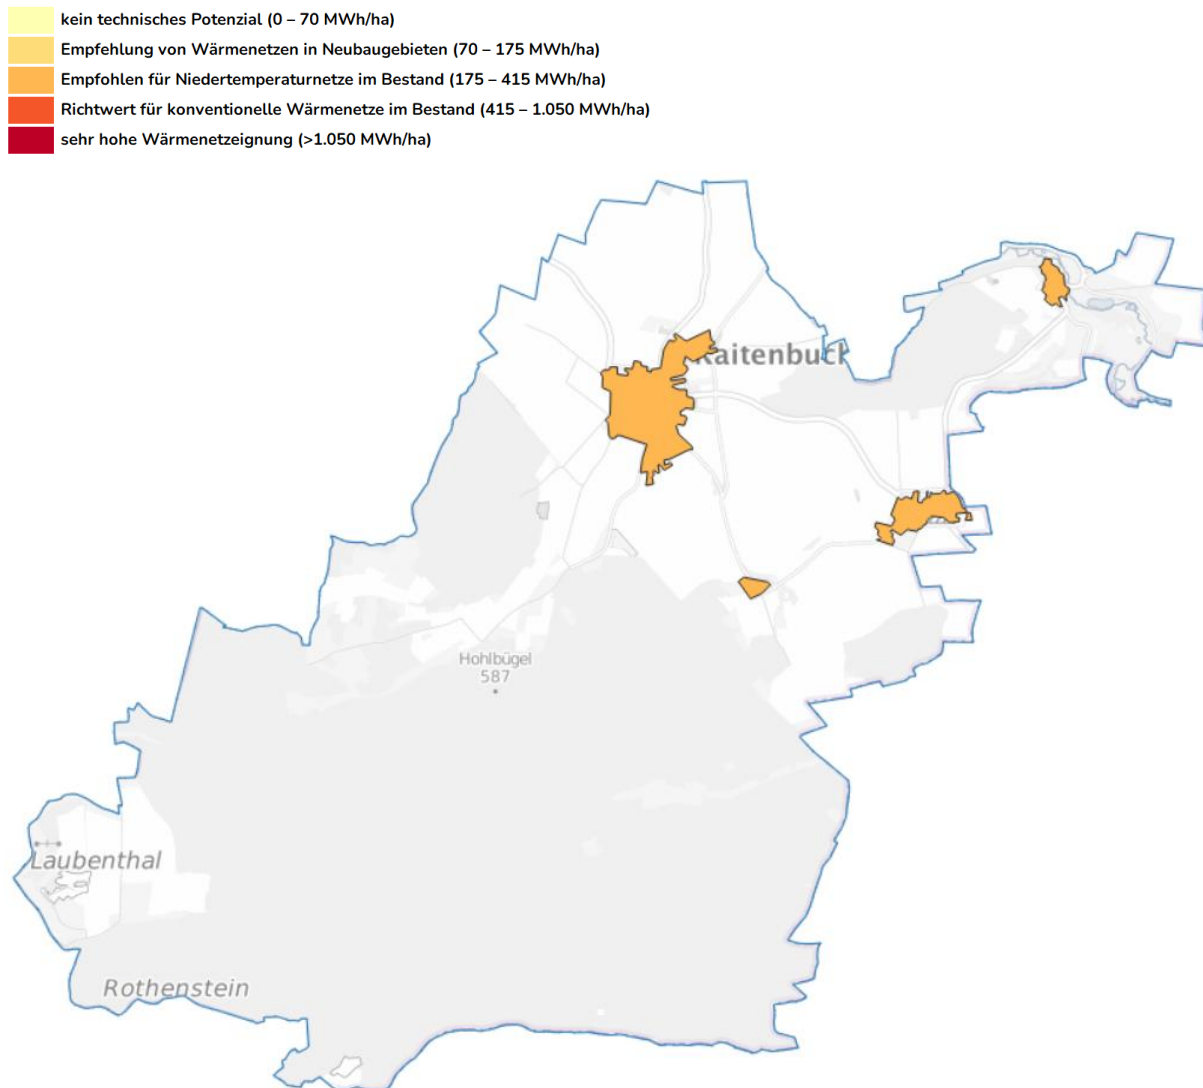 kein technisches Potenzial (0 – 70 MWh/ha)
Empfehlung von Wärmenetzen in Neubaugebieten (70 – 175 MWh/ha)
Empfohlen für Niedertemperaturnetze im Bestand (175 – 415 MWh/ha)
Richtwert für konventionelle Wärmenetze im Bestand (415 – 1.050 MWh/ha)
sehr hohe Wärmenetzeignung (>1.050 MWh/ha)
Raitenbuch
Hohlbügel
587
Laubenthal
Rothenstein